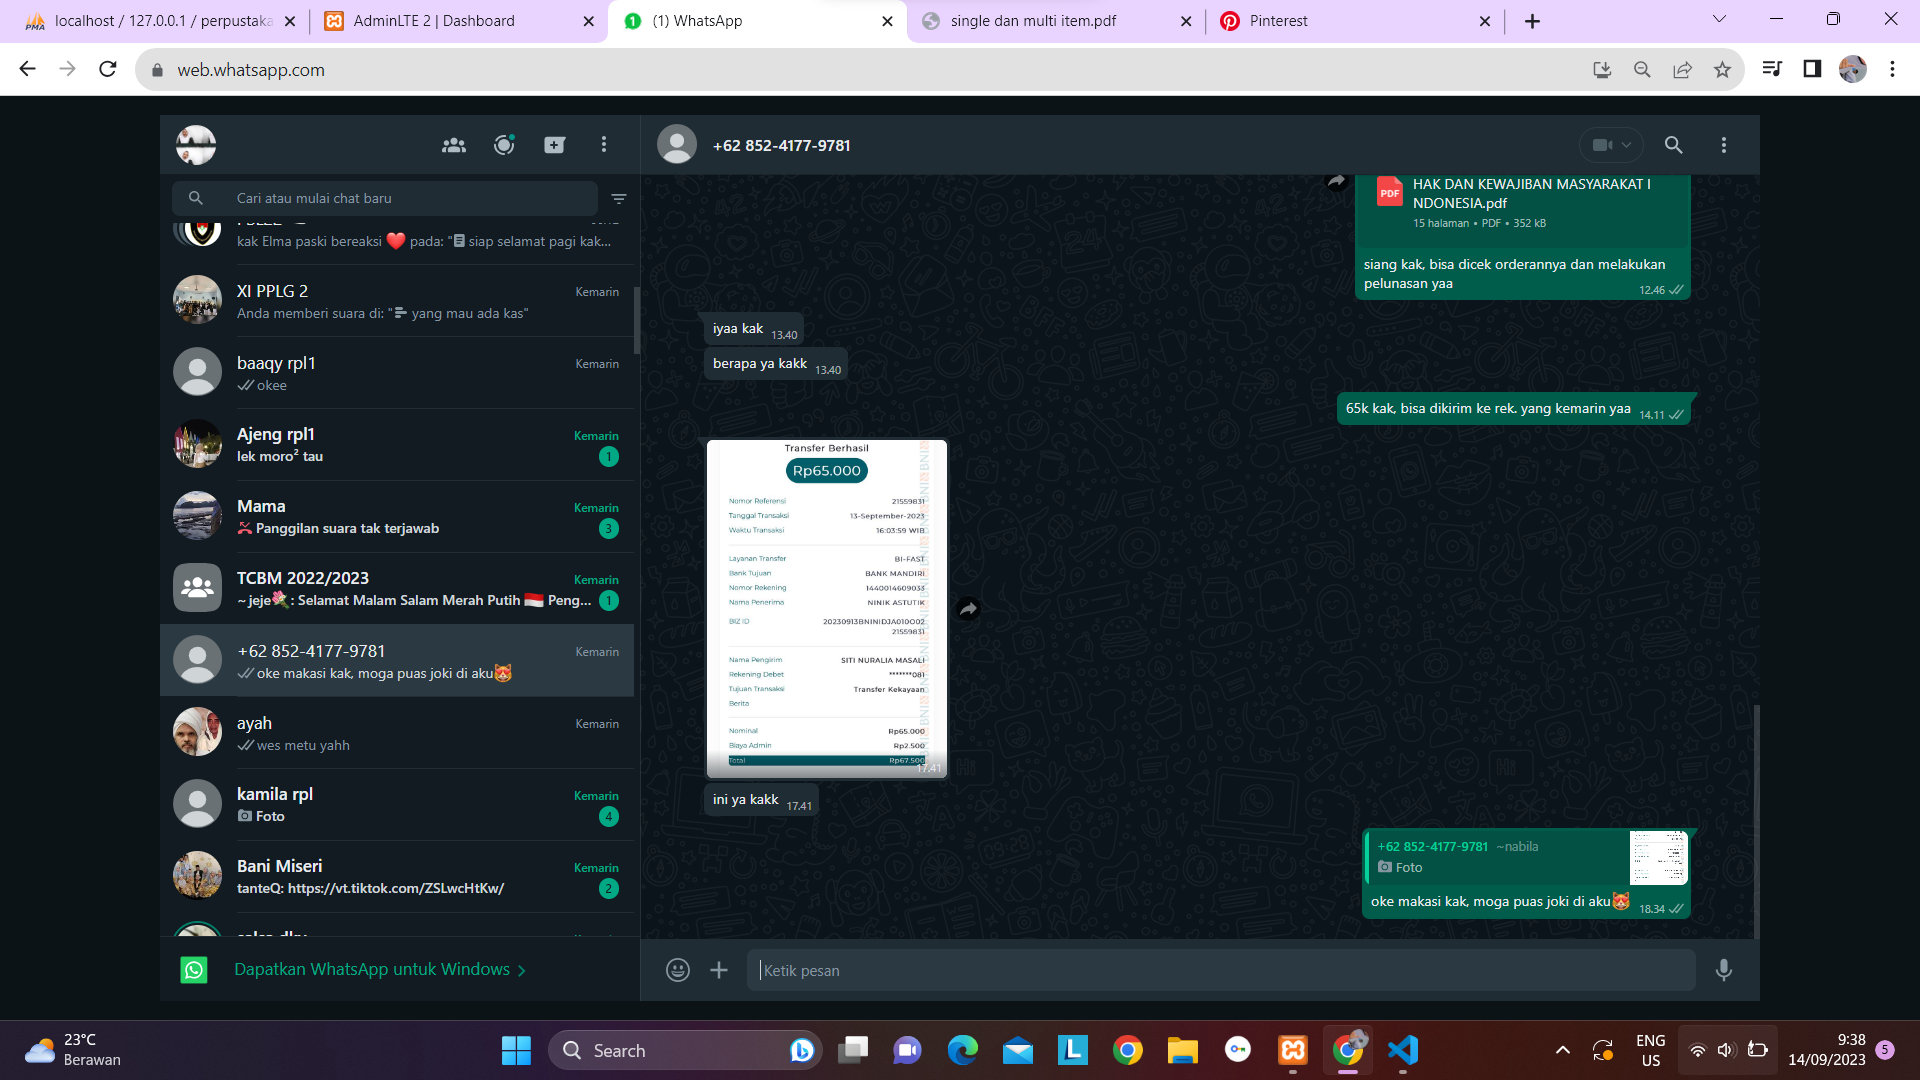 localhost / 127.0.0.1 / perpustaka
AdminLTE 2 | Dashboard
(1) WhatsApp
single dan multi item.pdf
Pinterest
web.whatsapp.com
Cari atau mulai chat baru
kak Elma paski bereaksi ❤️ pada: "siap selamat pagi kak...
XI PPLG 2
Kemarin
Anda memberi suara di: "yang mau ada kas"
baaqy rpl1
Kemarin
okee
Ajeng rpl1
Kemarin
lek moro² tau
1
Mama
Kemarin
Panggilan suara tak terjawab
3
TCBM 2022/2023
Kemarin
~jeje💐: Selamat Malam Salam Merah Putih 🇮🇩 Peng...
1
+62 852-4177-9781
Kemarin
oke makasi kak, moga puas joki di aku😻
ayah
Kemarin
wes metu yahh
kamila rpl
Kemarin
Foto
4
Bani Miseri
Kemarin
tanteQ: https://vt.tiktok.com/ZSLwcHtKw/
2
Dapatkan WhatsApp untuk Windows
+62 852-4177-9781
PDF
HAK DAN KEWAJIBAN MASYARAKAT I
NDONESIA.pdf
15 halaman • PDF • 352 kB
siang kak, bisa dicek orderannya dan melakukan
pelunasan yaa
12.46
iyaa kak
13.40
berapa ya kakk
13.40
65k kak, bisa dikirim ke rek. yang kemarin yaa
14.11
Transfer Berhasil
Rp65.000
Nomor Referensi 21559831
Tanggal Transaksi 13-September-2023
Waktu Transaksi 16:03:59 WIB
Layanan Transfer BI-FAST
Bank Tujuan BANK MANDIRI
Nomor Rekening 1440014609033
Nama Penerima NINIK ASTUTIK
BIZ ID 20230913BNINIDJA010O02
21559831
Nama Pengirim SITI NURALIA MASALI
Rekening Debet *******081
Tujuan Transaksi Transfer Kekayaan
Berita
Nominal Rp65.000
Biaya Admin Rp2.500
Total Rp67.500
17.41
ini ya kakk
17.41
+62 852-4177-9781 ~nabila
Foto
oke makasi kak, moga puas joki di aku😻
18.34
Ketik pesan
23°C
Berawan
Search
ENG
US
9:38
14/09/2023
5